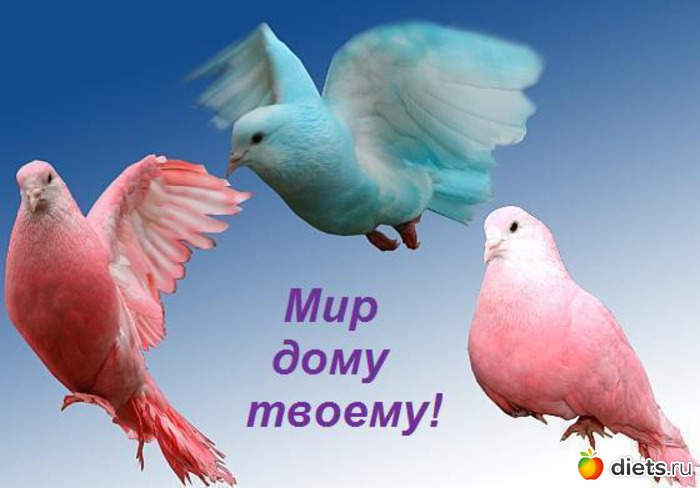 Мир
дому
твоему!
diets.ru